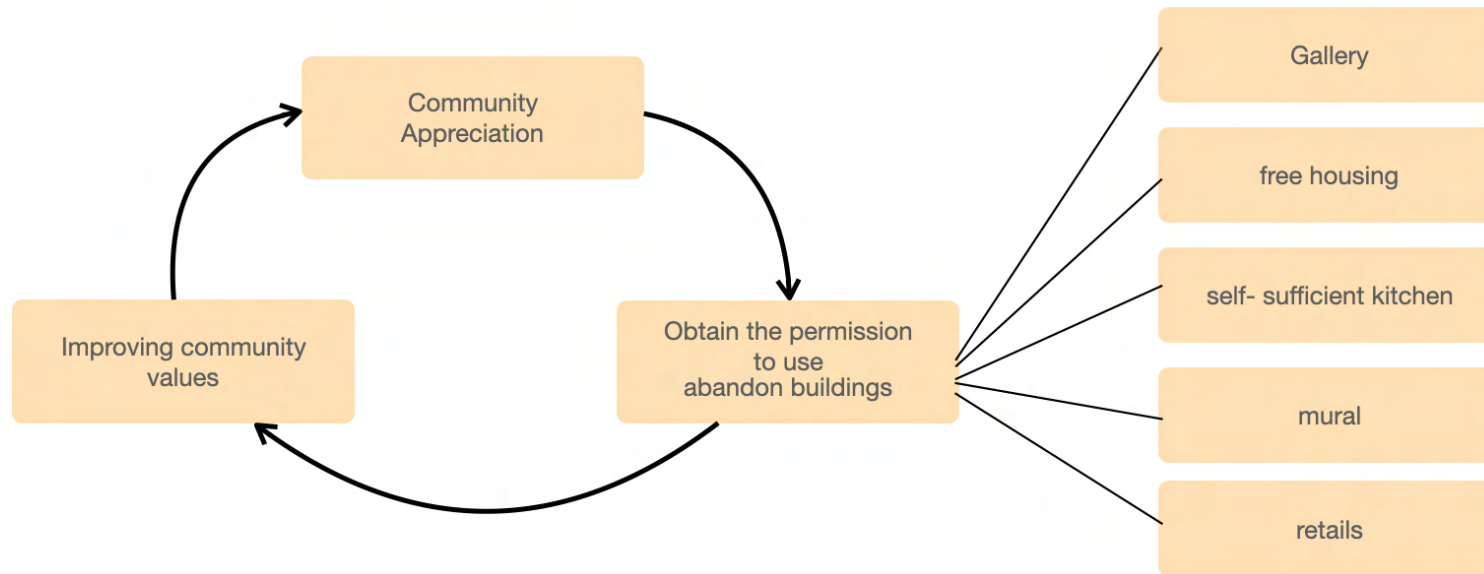 Community
Appreciation
Improving community
values
Obtain the permission
to use
abandon buildings
Gallery
free housing
self- sufficient kitchen
mural
retails